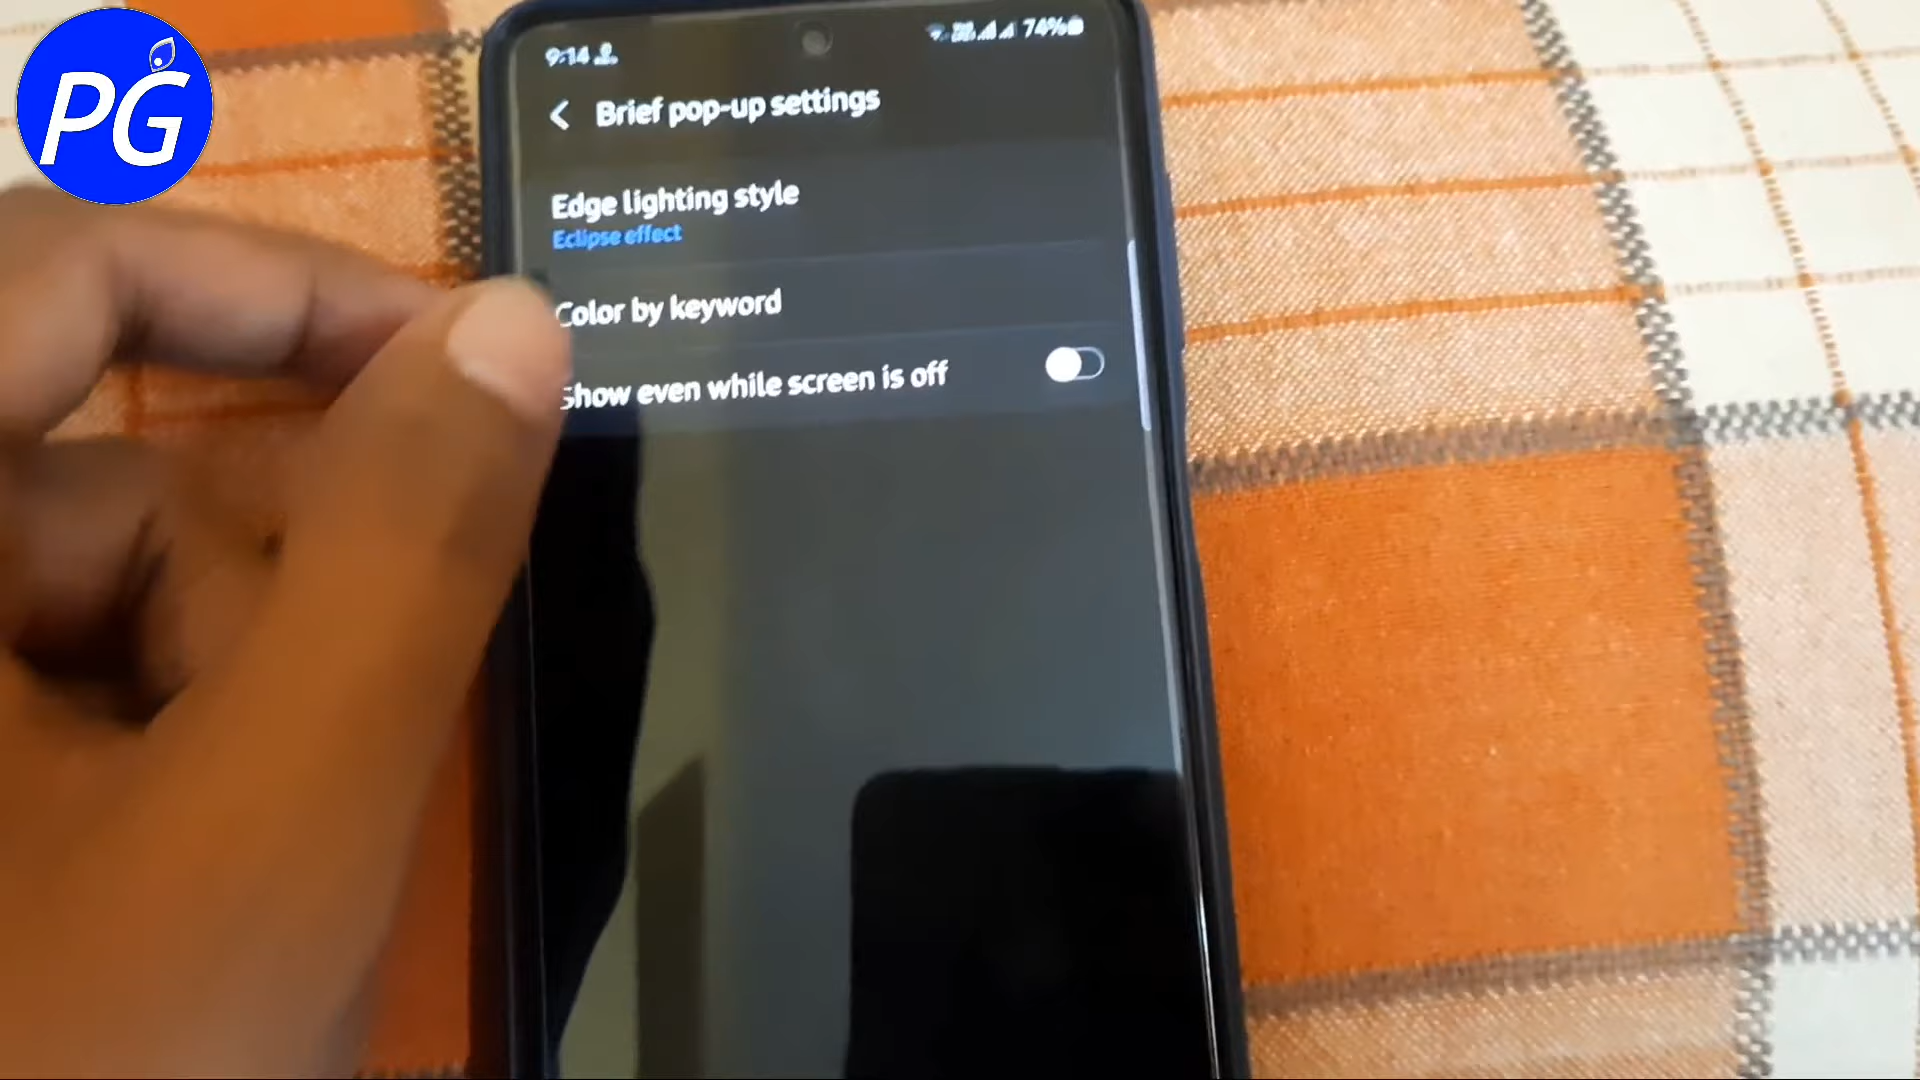 PG
9:14
74%
Brief pop-up settings
Edge lighting style
Eclipse effect
Color by keyword
Show even while screen is off